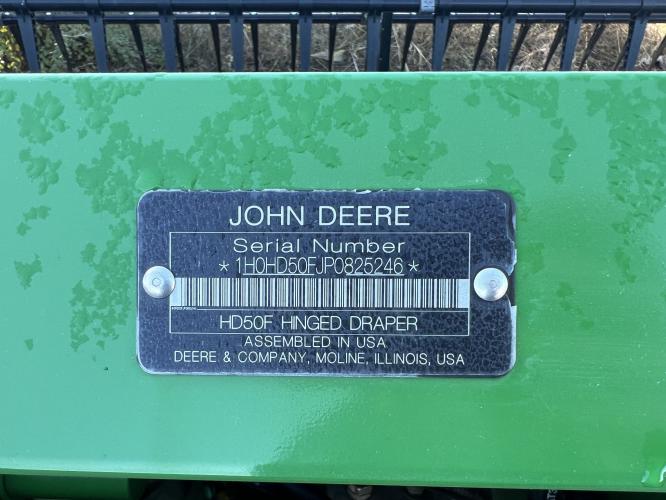 JOHN DEERE
Serial Number
*1H0HD50FJP0825246*
HD50F HINGED DRAPER
ASSEMBLED IN USA
DEERE & COMPANY, MOLINE, ILLINOIS, USA